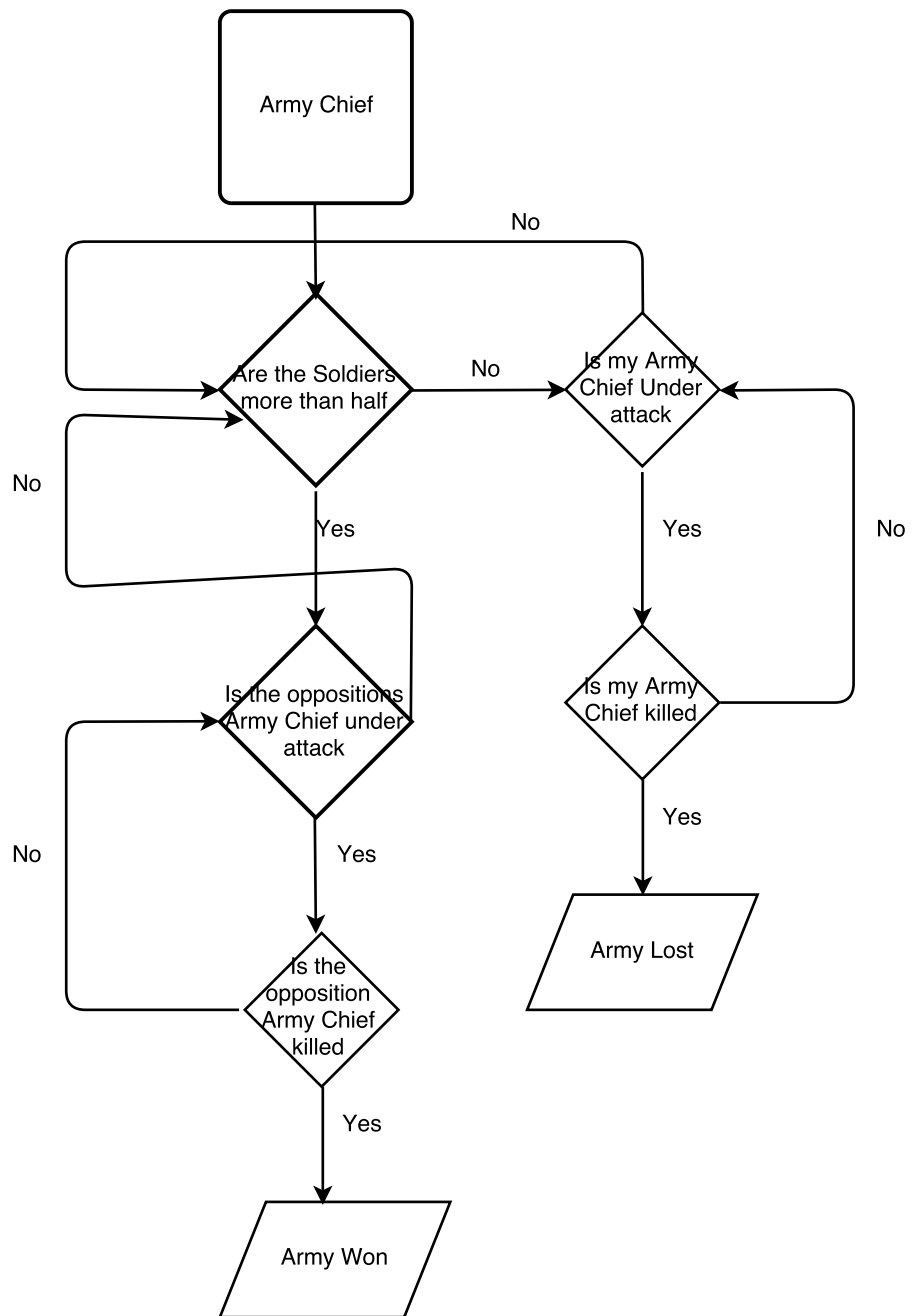 Army Chief
No
Are the Soldiers
more than half
No
Is my Army
Chief Under
attack
No
Yes
Yes
No
Is the oppositions
Army Chief under
attack
Is my Army
Chief killed
No
Yes
Yes
Is the
opposition
Army Chief
killed
Army Lost
Yes
Army Won